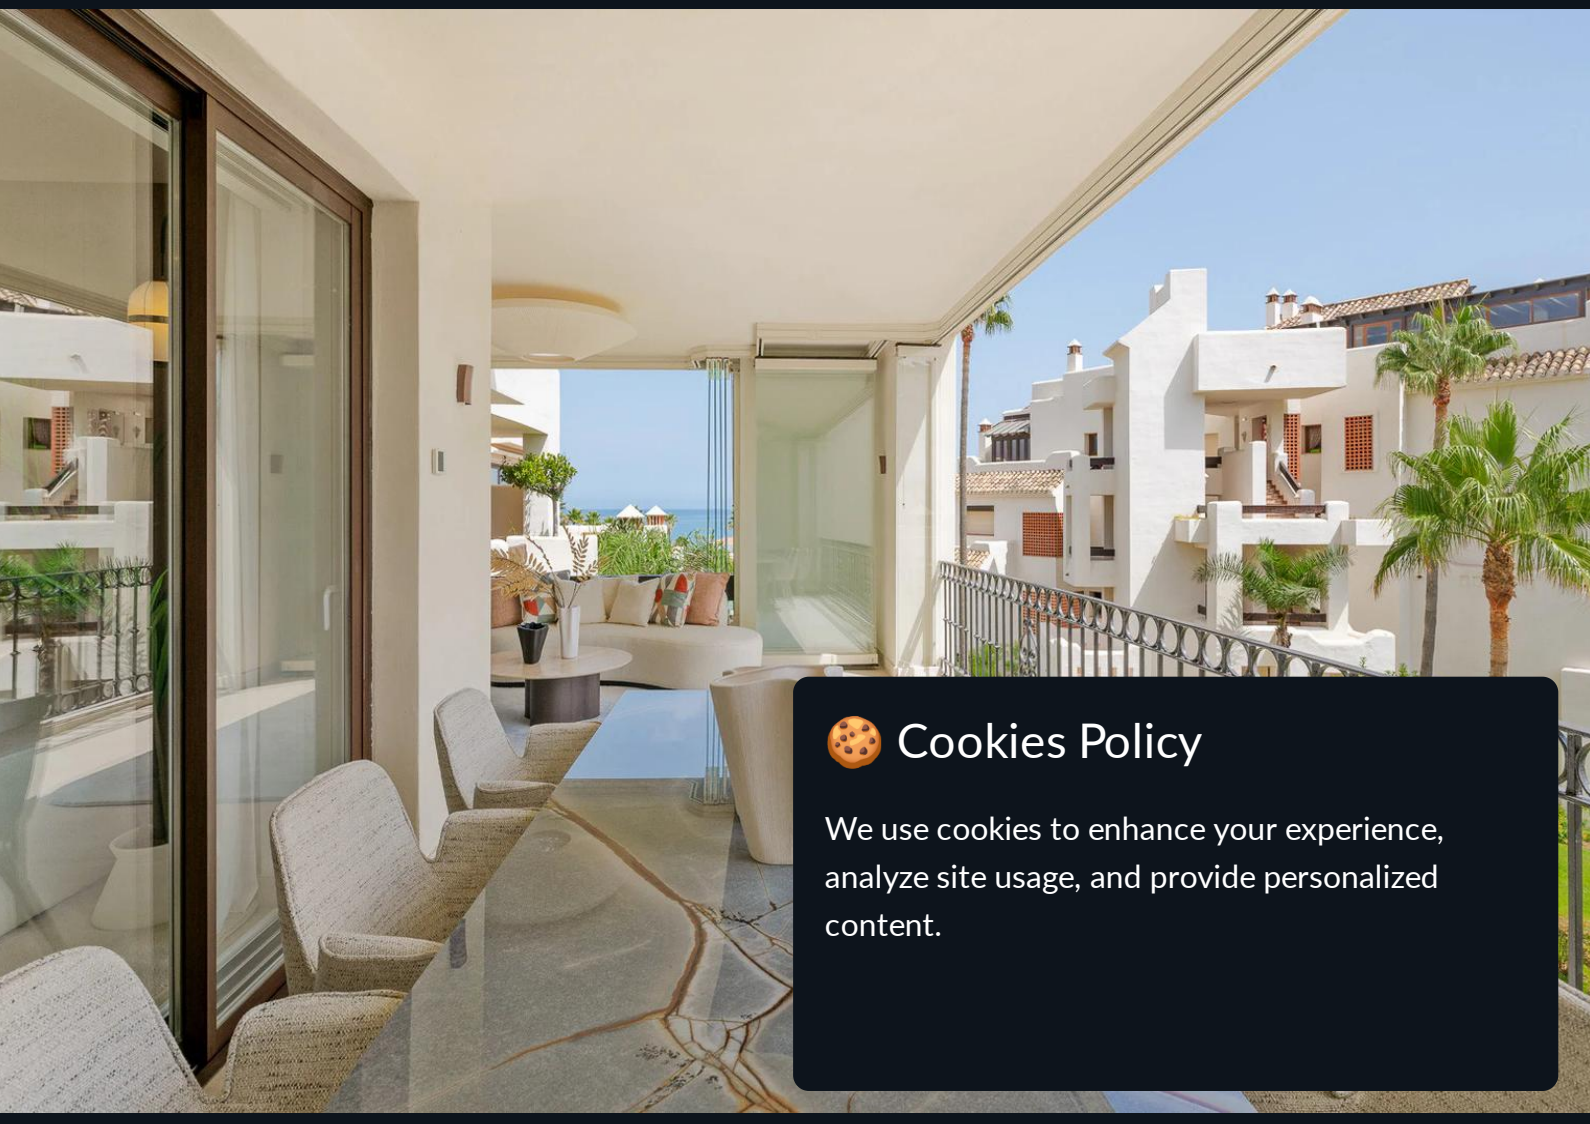 🍪 Cookies Policy
We use cookies to enhance your experience,
analyze site usage, and provide personalized
content.